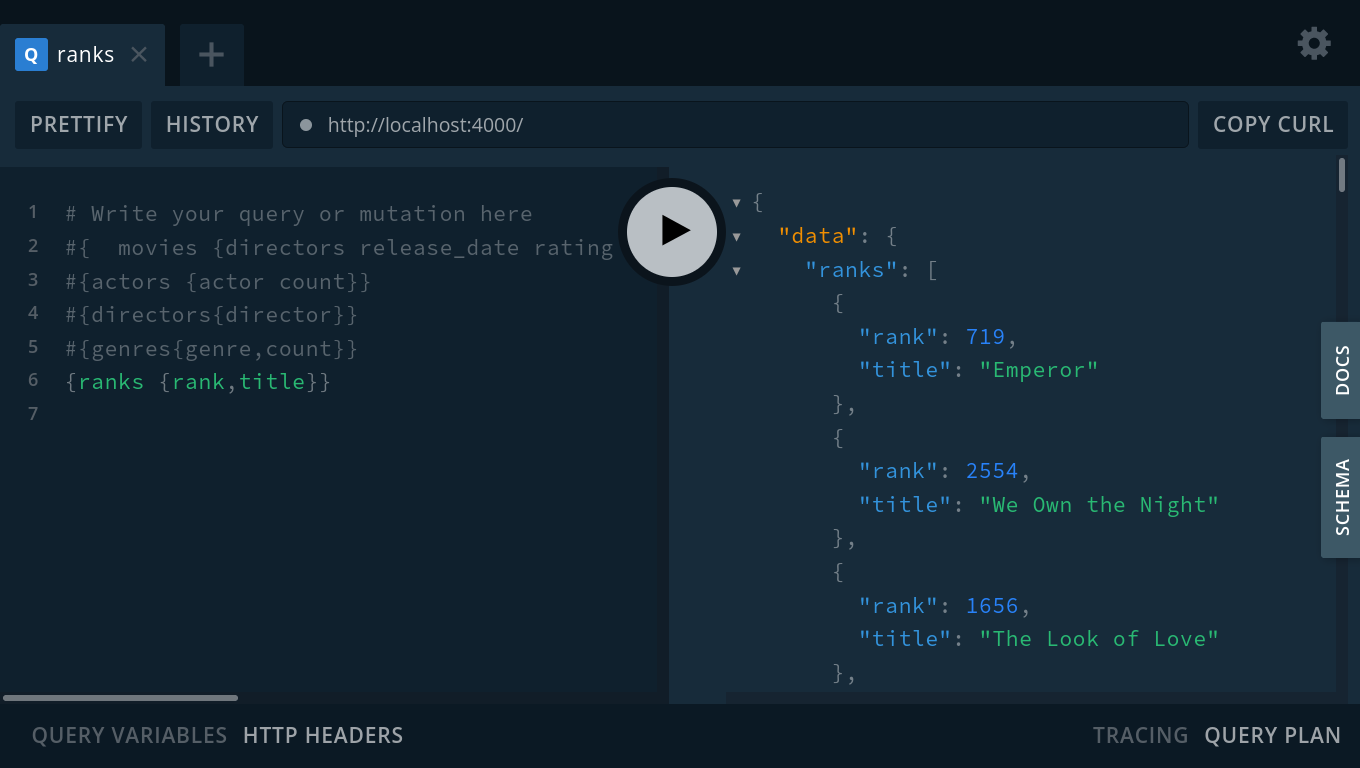 Q ranks
PRETTIFY HISTORY http://localhost:4000/ COPY CURL
1 # Write your query or mutation here
2 #{  movies {directors release_date rating
3 #{actors {actor count}}
4 #{directors{director}}
5 #{genres{genre,count}}
6 {ranks {rank,title}}
7
{
"data": {
"ranks": [
{
"rank": 719,
"title": "Emperor"
},
{
"rank": 2554,
"title": "We Own the Night"
},
{
"rank": 1656,
"title": "The Look of Love"
},
DOCS
SCHEMA
QUERY VARIABLES HTTP HEADERS TRACING QUERY PLAN